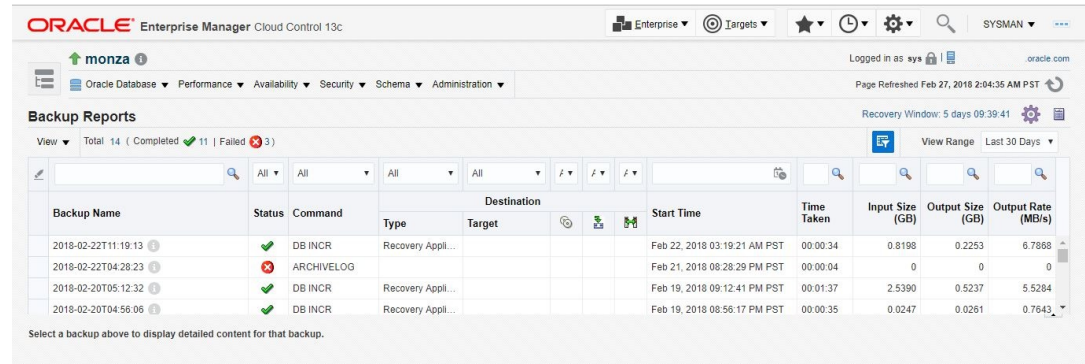 ORACLE Enterprise Manager Cloud Control 13c
Enterprise Targets SYSMAN
monza
Logged in as sys .oracle.com
Oracle Database Performance Availability Security Schema Administration
Page Refreshed Feb 27, 2018 2:04:35 AM PST
Backup Reports
Recovery Window: 5 days 09:39:41
View Total 14 ( Completed 11 | Failed 3 )
View Range Last 30 Days
All All All All
Backup Name Status Command Destination Start Time Time Taken Input Size (GB) Output Size (GB) Output Rate (MB/s)
Type Target
2018-02-22T11:19:13 DB INCR Recovery Appli... Feb 22, 2018 03:19:21 AM PST 00:00:34 0.8198 0.2253 6.7868
2018-02-22T04:28:23 ARCHIVELOG Feb 21, 2018 08:28:29 PM PST 00:00:04 0 0 0
2018-02-20T05:12:32 DB INCR Recovery Appli... Feb 19, 2018 09:12:41 PM PST 00:01:37 2.5390 0.5237 5.5284
2018-02-20T04:56:06 DB INCR Recovery Appli... Feb 19, 2018 08:56:17 PM PST 00:00:35 0.0247 0.0261 0.7643
Select a backup above to display detailed content for that backup.